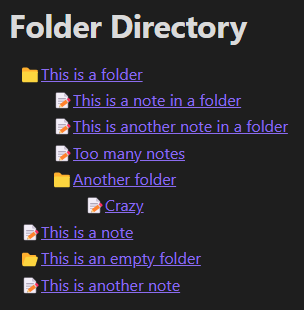 Folder Directory
This is a folder
This is a note in a folder
This is another note in a folder
Too many notes
Another folder
Crazy
This is a note
This is an empty folder
This is another note